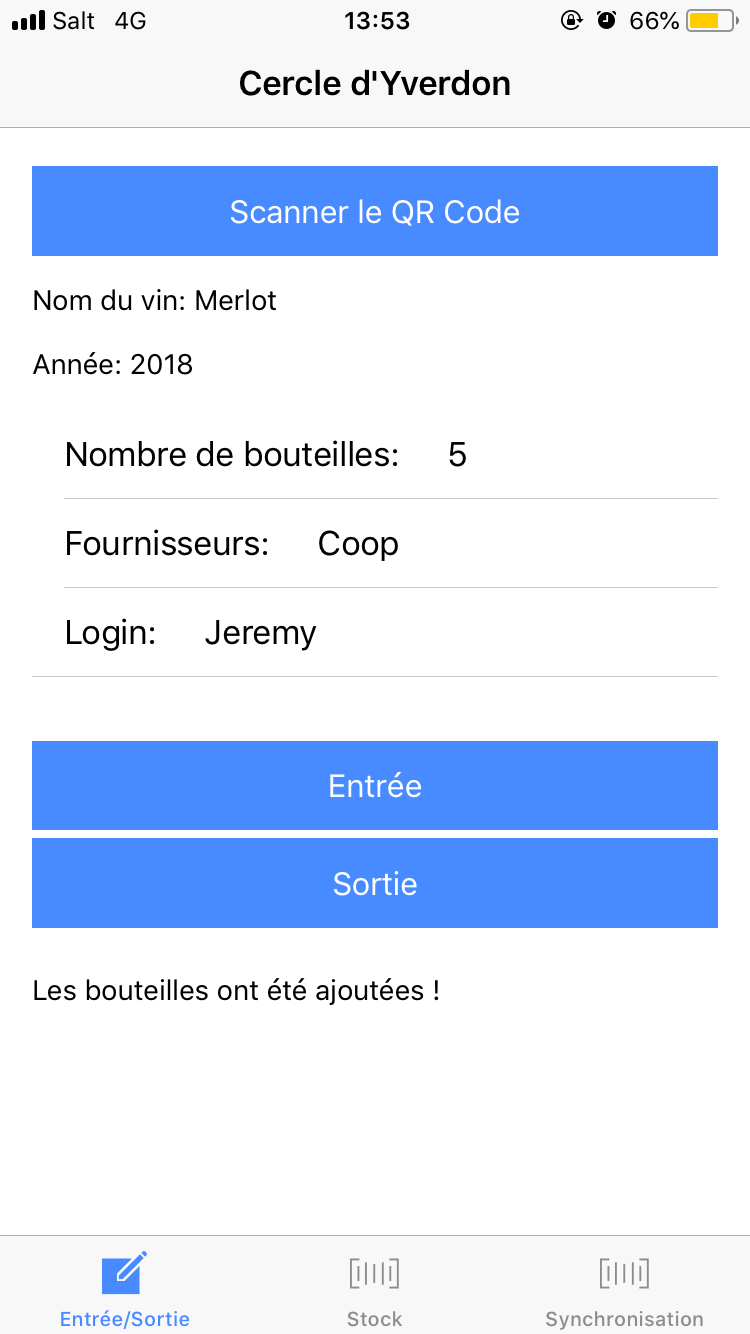 Salt 4G 13:53 66%
Cercle d'Yverdon
Scanner le QR Code
Nom du vin: Merlot
Année: 2018
Nombre de bouteilles: 5
Fournisseurs: Coop
Login: Jeremy
Entrée
Sortie
Les bouteilles ont été ajoutées !
Entrée/Sortie Stock Synchronisation